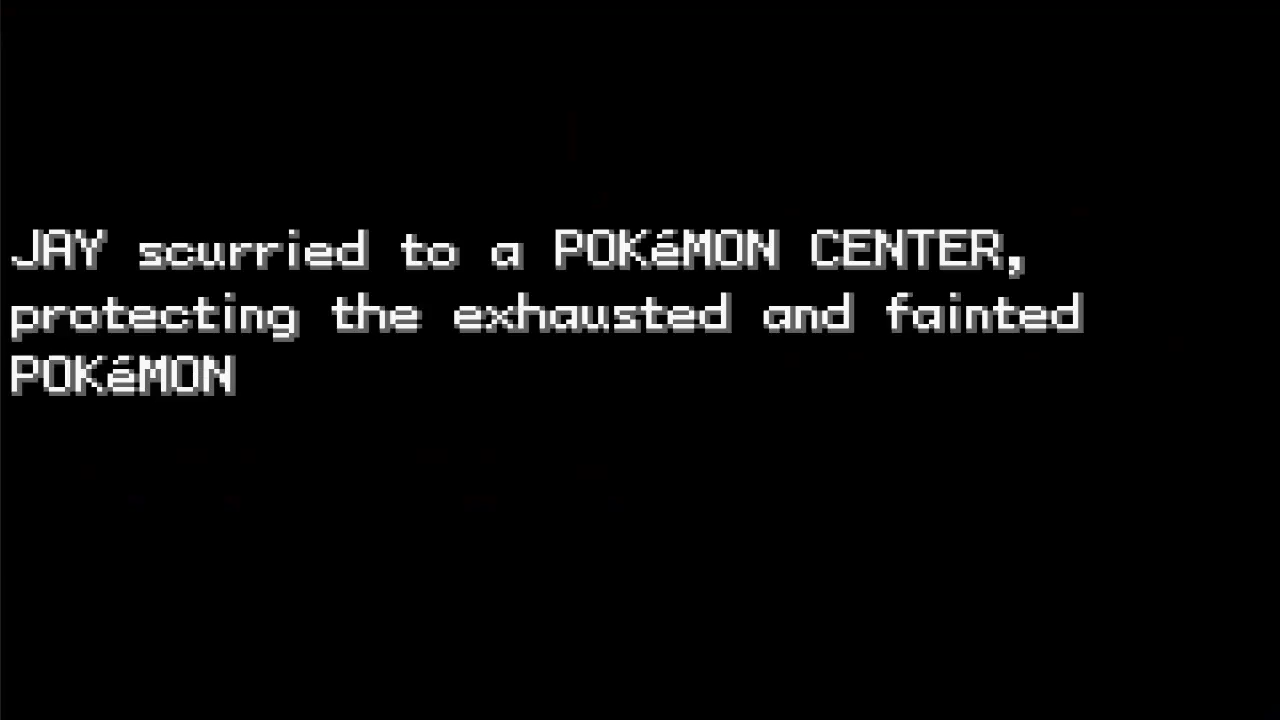 JAY scurried to a POKéMON CENTER,
protecting the exhausted and fainted
POKéMON